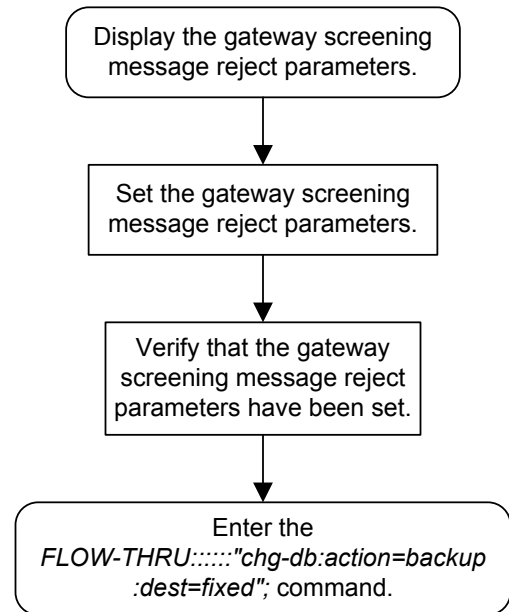 Display the gateway screening
message reject parameters.
Set the gateway screening
message reject parameters.
Verify that the gateway
screening message reject
parameters have been set.
Enter the
FLOW-THRU::::::"chg-db:action=backup
:dest=fixed"; command.